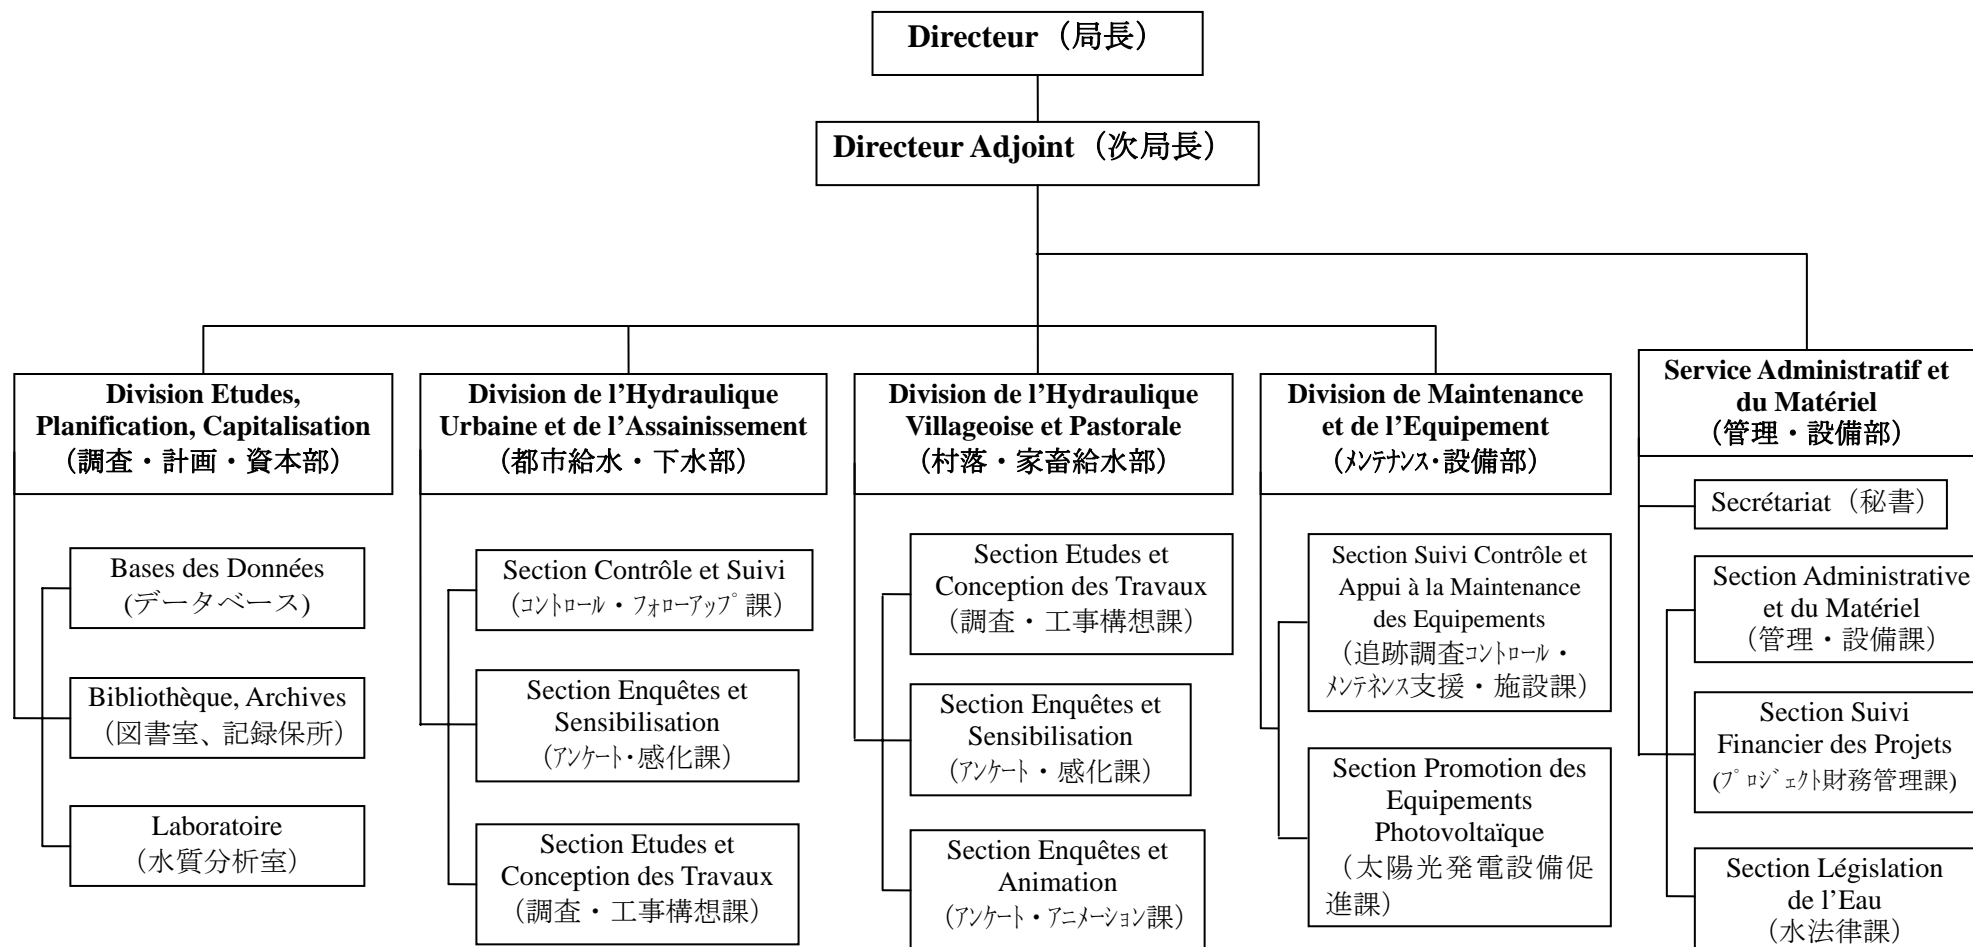 Directeur（局長）
Directeur Adjoint（次局長）
Division Etudes,
Planification, Capitalisation
（調査・計画・資本部）
Bases des Données
(データベース)
Bibliothèque, Archives
（図書室、記録保所）
Laboratoire
（水質分析室）
Division de l’Hydraulique
Urbaine et de l’Assainissement
（都市給水・下水部）
Section Contrôle et Suivi
（ｺﾝﾄﾛｰﾙ・ﾌｫﾛｰｱｯﾌﾟ課）
Section Enquêtes et
Sensibilisation
（ｱﾝｹｰﾄ・感化課）
Section Etudes et
Conception des Travaux
（調査・工事構想課）
Division de l’Hydraulique
Villageoise et Pastorale
（村落・家畜給水部）
Section Etudes et
Conception des Travaux
（調査・工事構想課）
Section Enquêtes et
Sensibilisation
（ｱﾝｹｰﾄ・感化課）
Section Enquêtes et
Animation
（ｱﾝｹｰﾄ・ｱﾆﾒｰｼｮﾝ課）
Division de Maintenance
et de l’Equipement
（ﾒﾝﾃﾅﾝｽ・設備部）
Section Suivi Contrôle et
Appui à la Maintenance
des Equipements
（追跡調査ｺﾝﾄﾛｰﾙ・
ﾒﾝﾃﾈﾝｽ支援・施設課）
Section Promotion des
Equipements
Photovoltaïque
（太陽光発電設備促
進課）
Service Administratif et
du Matériel
（管理・設備部）
Secrétariat（秘書）
Section Administrative
et du Matériel
（管理・設備課）
Section Suivi
Financier des Projets
(ﾌﾟﾛｼﾞｪｸﾄ財務管理課)
Section Législation
de l’Eau
（水法律課）